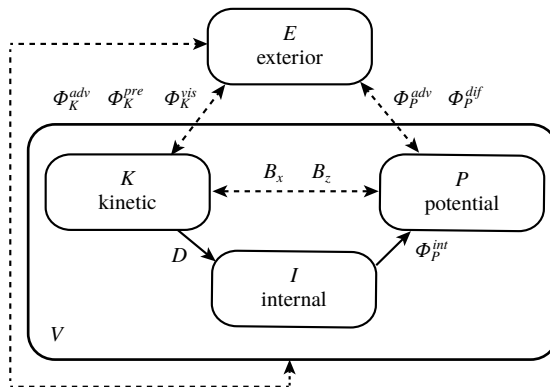 E
exterior
Φ_K^{adv} Φ_K^{pre} Φ_K^{vis} Φ_P^{adv} Φ_P^{dif}
K
kinetic
B_x B_z
P
potential
D
Φ_P^{int}
I
internal
V